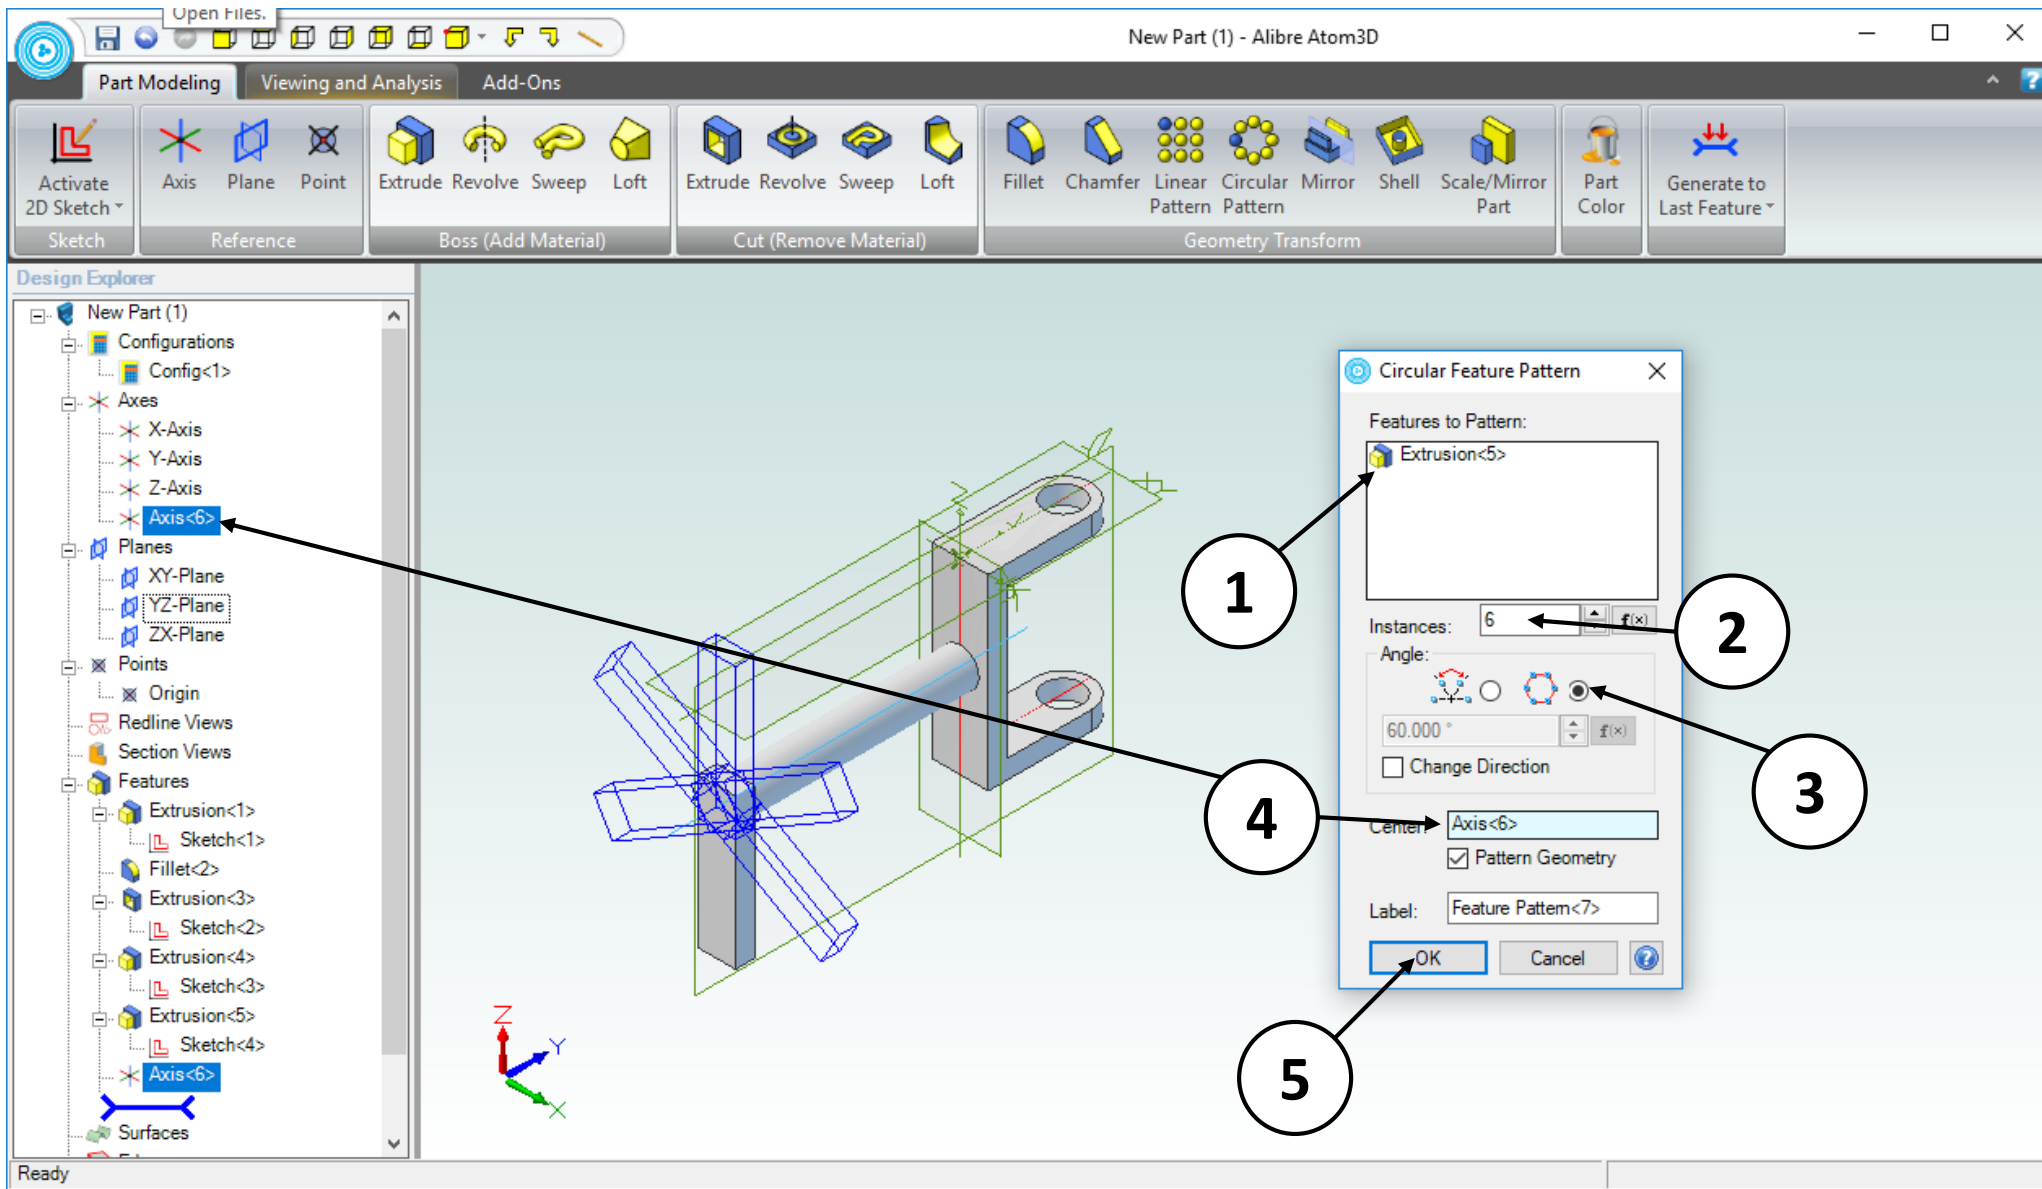 Open Files.
New Part (1) - Alibre Atom3D
Part Modeling
Viewing and Analysis
Add-Ons
Activate
2D Sketch
Axis
Plane
Point
Extrude
Revolve
Sweep
Loft
Extrude
Revolve
Sweep
Loft
Fillet
Chamfer
Linear
Pattern
Circular
Pattern
Mirror
Shell
Scale/Mirror
Part
Part
Color
Generate to
Last Feature
Sketch
Reference
Boss (Add Material)
Cut (Remove Material)
Geometry Transform
Design Explorer
New Part (1)
Configurations
Config<1>
Axes
X-Axis
Y-Axis
Z-Axis
Axis<6>
Planes
XY-Plane
YZ-Plane
ZX-Plane
Points
Origin
Redline Views
Section Views
Features
Extrusion<1>
Sketch<1>
Fillet<2>
Extrusion<3>
Sketch<2>
Extrusion<4>
Sketch<3>
Extrusion<5>
Sketch<4>
Axis<6>
Surfaces
Ready
Z
Y
X
Circular Feature Pattern
Features to Pattern:
Extrusion<5>
Instances:
6
f(x)
Angle:
60.000 °
f(x)
Change Direction
Center:
Axis<6>
Pattern Geometry
Label:
Feature Pattern<7>
OK
Cancel
1
2
3
4
5